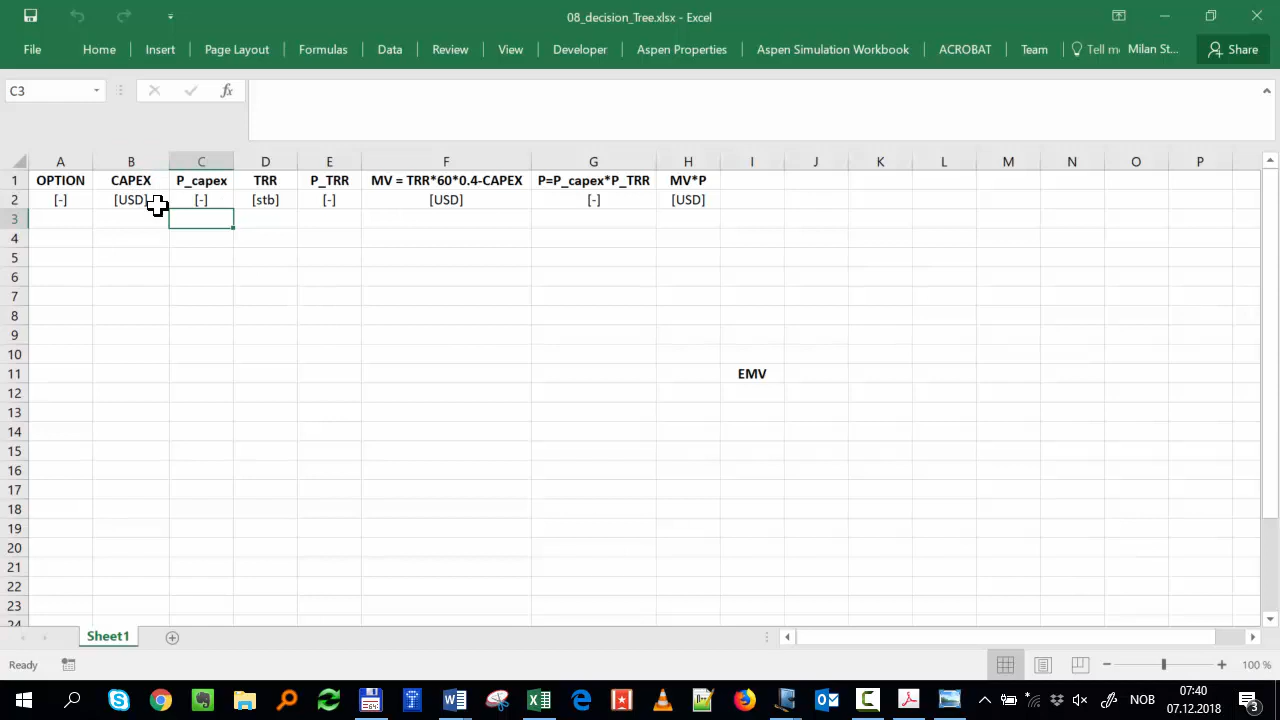 08_decision_Tree.xlsx - Excel
File Home Insert Page Layout Formulas Data Review View Developer Aspen Properties Aspen Simulation Workbook ACROBAT Team Tell me Milan St... Share
C3 fx
A B C D E F G H I J K L M N O P
1 OPTION CAPEX P_capex TRR P_TRR MV = TRR*60*0.4-CAPEX P=P_capex*P_TRR MV*P
2 [-] [USD] [-] [stb] [-] [USD] [-] [USD]
3
4
5
6
7
8
9
10
11 EMV
12
13
14
15
16
17
18
19
20
21
22
23
24
Sheet1
Ready 100 %
NOB 07:40
07.12.2018 3